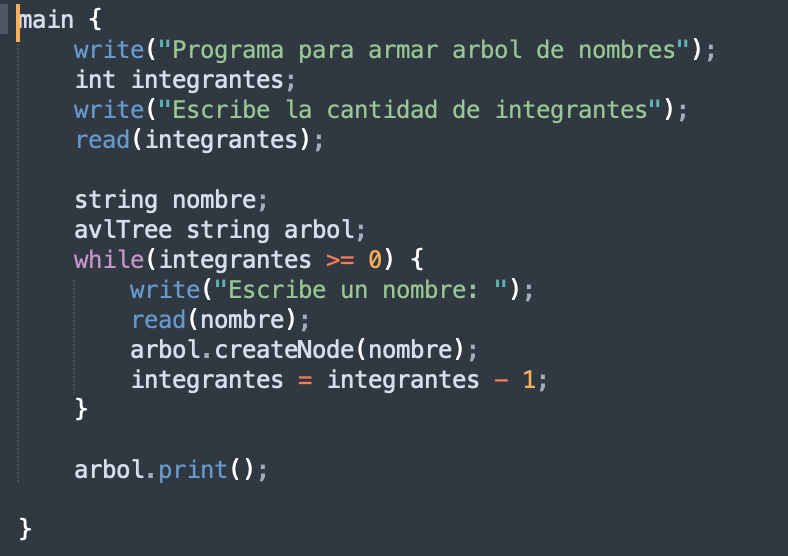 main {
    write("Programa para armar arbol de nombres");
    int integrantes;
    write("Escribe la cantidad de integrantes");
    read(integrantes);

    string nombre;
    avlTree string arbol;
    while(integrantes >= 0) {
        write("Escribe un nombre: ");
        read(nombre);
        arbol.createNode(nombre);
        integrantes = integrantes - 1;
    }

    arbol.print();

}